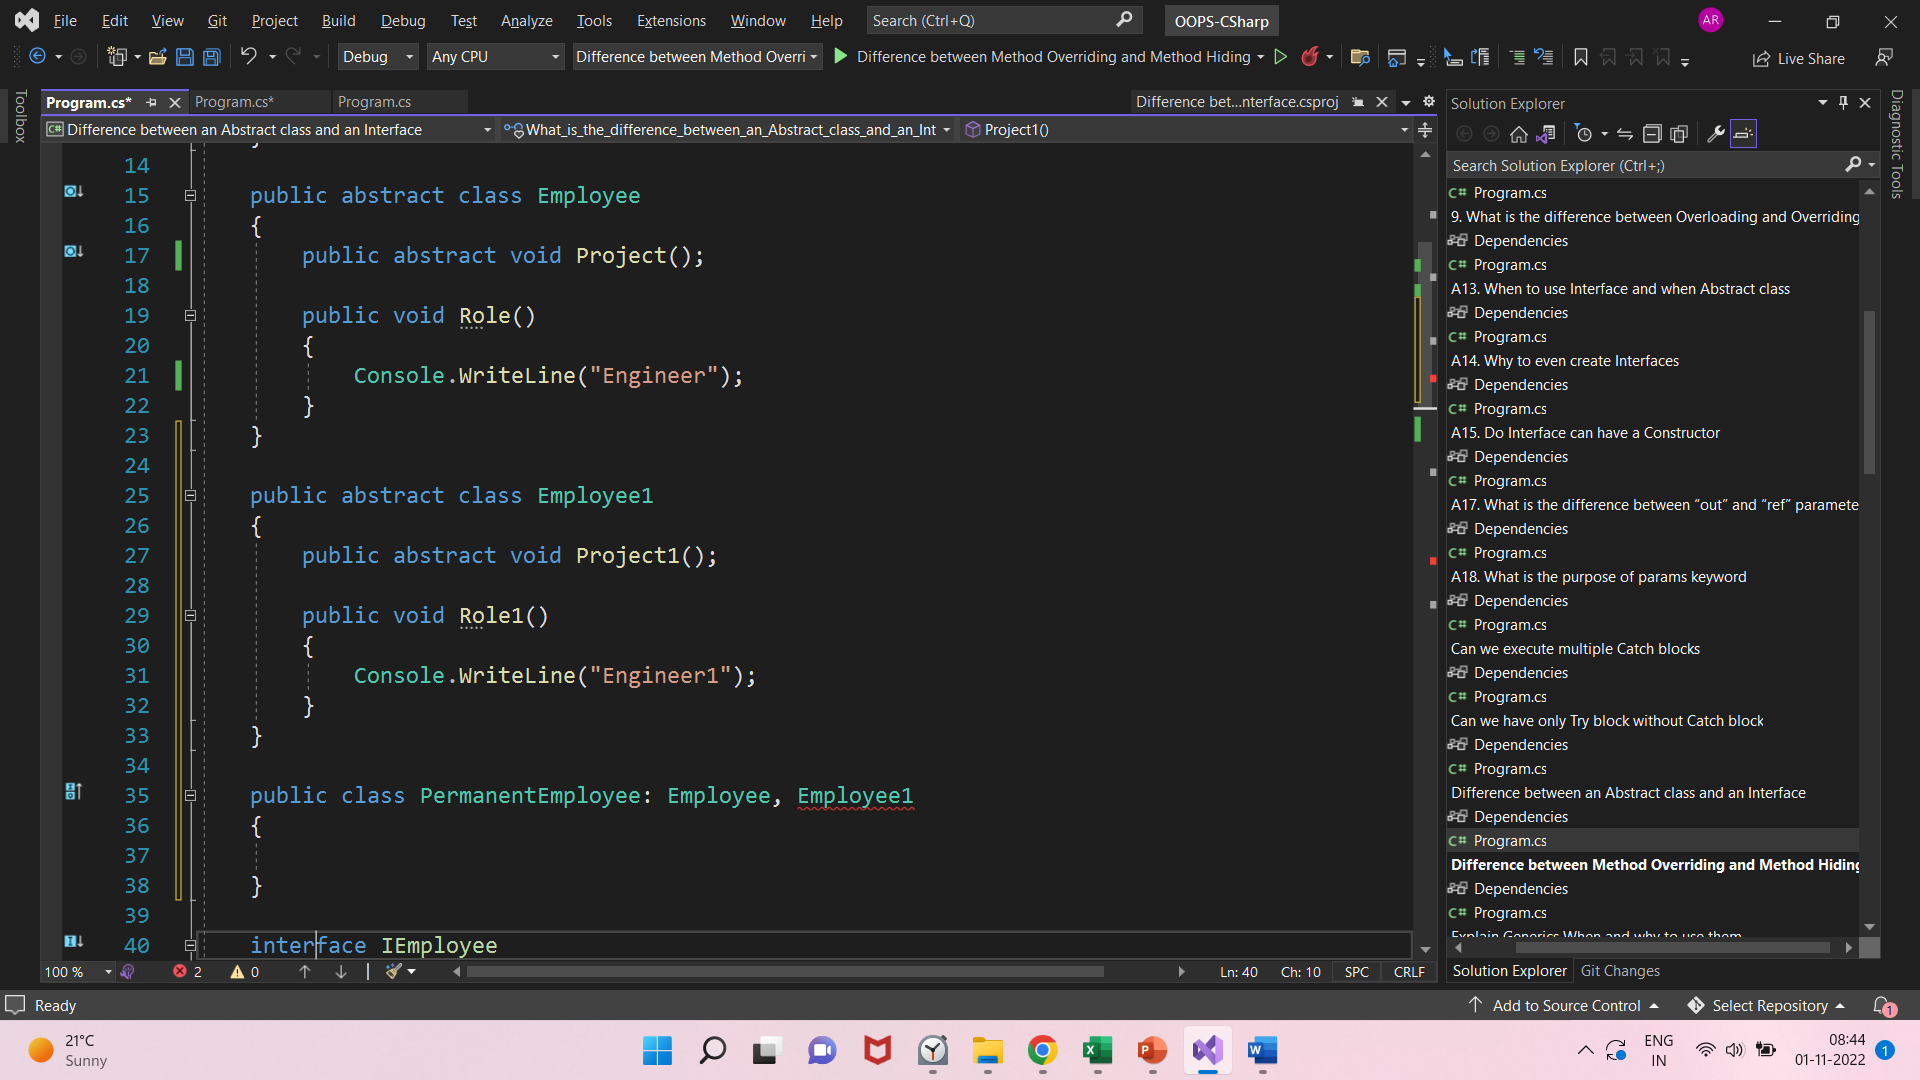 File Edit View Git Project Build Debug Test Analyze Tools Extensions Window Help Search (Ctrl+Q) OOPS-CSharp AR
Debug Any CPU Difference between Method Overri Difference between Method Overriding and Method Hiding Live Share
Toolbox
Program.cs* Program.cs* Program.cs Difference bet...nterface.csproj
Difference between an Abstract class and an Interface What_is_the_difference_between_an_Abstract_class_and_an_Int Project1()
14
15 public abstract class Employee
16 {
17 public abstract void Project();
18
19 public void Role()
20 {
21 Console.WriteLine("Engineer");
22 }
23 }
24
25 public abstract class Employee1
26 {
27 public abstract void Project1();
28
29 public void Role1()
30 {
31 Console.WriteLine("Engineer1");
32 }
33 }
34
35 public class PermanentEmployee: Employee, Employee1
36 {
37
38 }
39
40 interface IEmployee
100 % 2 0 Ln: 40 Ch: 10 SPC CRLF
Solution Explorer
Search Solution Explorer (Ctrl+;)
C# Program.cs
9. What is the difference between Overloading and Overriding
Dependencies
C# Program.cs
A13. When to use Interface and when Abstract class
Dependencies
C# Program.cs
A14. Why to even create Interfaces
Dependencies
C# Program.cs
A15. Do Interface can have a Constructor
Dependencies
C# Program.cs
A17. What is the difference between “out” and “ref” paramete
Dependencies
C# Program.cs
A18. What is the purpose of params keyword
Dependencies
C# Program.cs
Can we execute multiple Catch blocks
Dependencies
C# Program.cs
Can we have only Try block without Catch block
Dependencies
C# Program.cs
Difference between an Abstract class and an Interface
Dependencies
C# Program.cs
Difference between Method Overriding and Method Hiding
Dependencies
C# Program.cs
Explain Generics When and why to use them
Solution Explorer Git Changes
Diagnostic Tools
Ready Add to Source Control Select Repository 1
21°C
Sunny
ENG
IN
08:44
01-11-2022
1